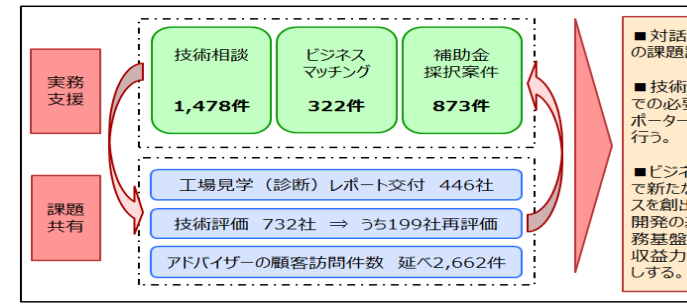 実務
支援
技術相談
1,478件
ビジネス
マッチング
322件
補助金
採択案件
873件
課題
共有
工場見学（診断）レポート交付 446社
技術評価 732社 ⇒ うち199社再評価
アドバイザーの顧客訪問件数 延べ2,662件
■対話
の課題
■技術
での必要
ポーター
行う。
■ビジネ
で新たか
スを創出
開発の
務基盤
収益力
しする。